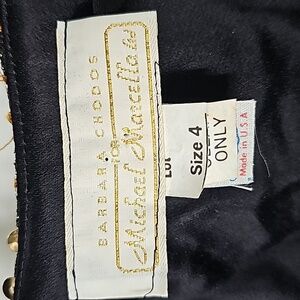 BARBARA CHODOS
FOR
Michael Marcella ltd
Size 4
ONLY
Made in U.S.A